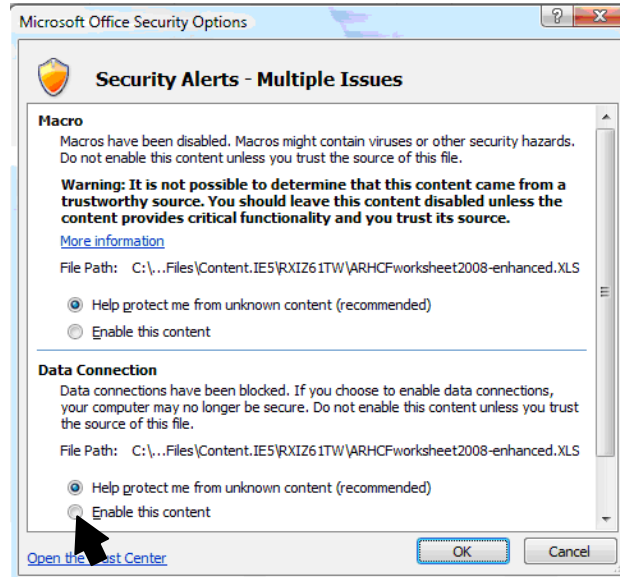 Microsoft Office Security Options
Security Alerts - Multiple Issues
Macro
Macros have been disabled. Macros might contain viruses or other security hazards.
Do not enable this content unless you trust the source of this file.
Warning: It is not possible to determine that this content came from a
trustworthy source. You should leave this content disabled unless the
content provides critical functionality and you trust its source.
More information
File Path: C:\...Files\Content.IE5\RXIZ61TW\ARHCFworksheet2008-enhanced.XLS
Help protect me from unknown content (recommended)
Enable this content
Data Connection
Data connections have been blocked. If you choose to enable data connections,
your computer may no longer be secure. Do not enable this content unless you trust
the source of this file.
File Path: C:\...Files\Content.IE5\RXIZ61TW\ARHCFworksheet2008-enhanced.XLS
Help protect me from unknown content (recommended)
Enable this content
Open the Trust Center
OK
Cancel